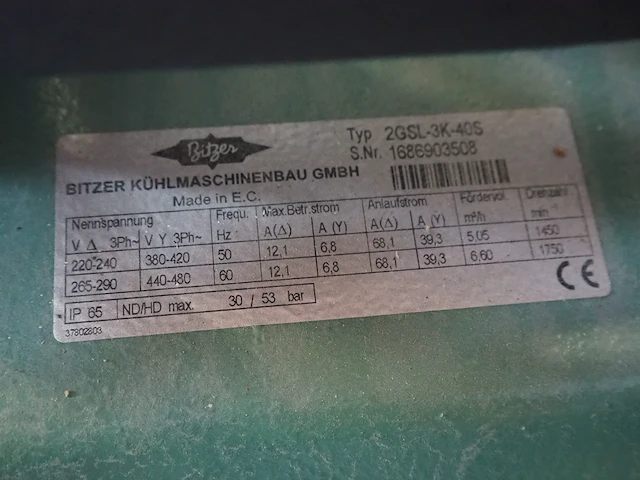 Bitzer
Typ 2GSL-3K-40S
S.Nr. 1686903508
BITZER KÜHLMASCHINENBAU GMBH
Made in E.C.
Nennspannung Frequ. Max.Betr.strom Anlaufstrom Fördervol. Drehzahl
V Δ 3Ph~ V Y 3Ph~ Hz A(Δ) A (Y) A (Δ) A (Y) m³/h min
220-240 380-420 50 12,1 6,8 68,1 39,3 5,05 1450
265-290 440-480 60 12,1 6,8 68,1 39,3 6,60 1750
IP 65 ND/HD max. 30 / 53 bar
CE
37802803